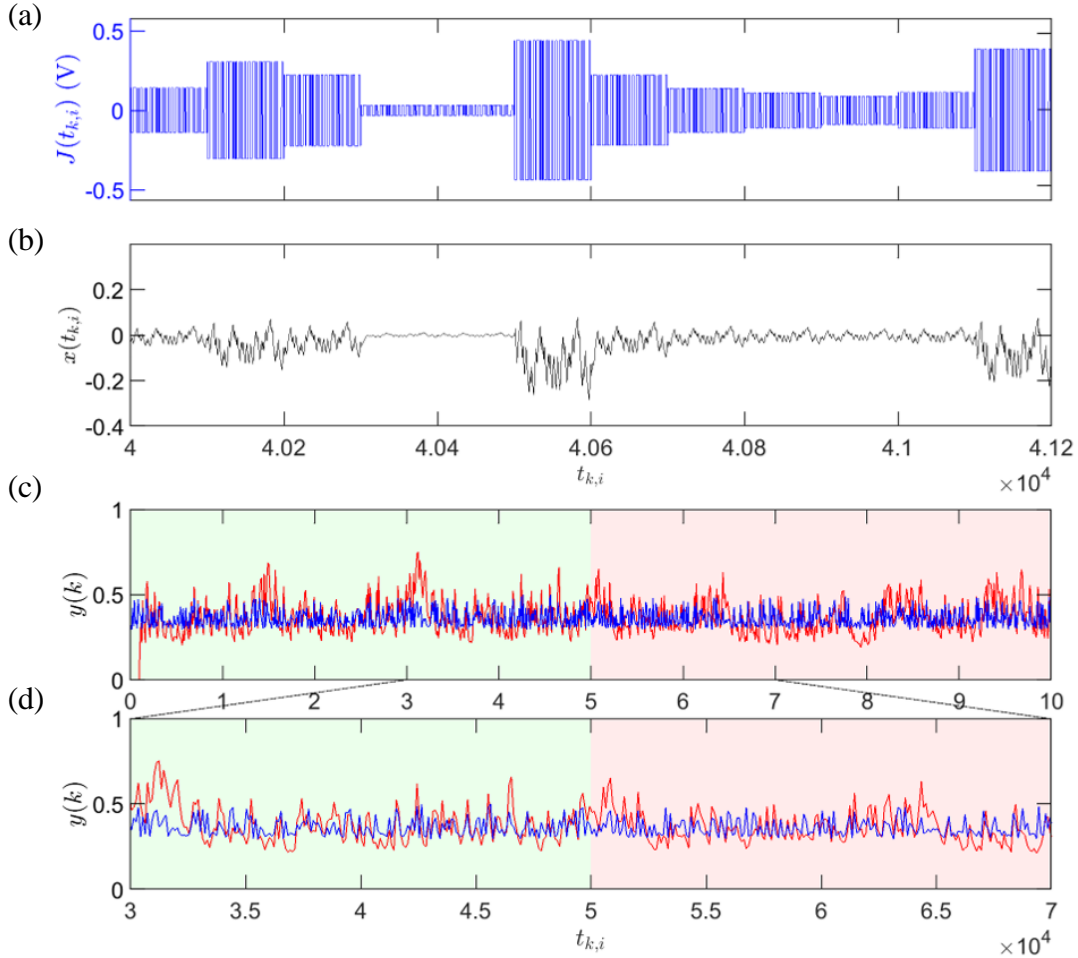 (a)
0.5
0
-0.5
J(t_{k,i}) (V)
(b)
0.2
0
-0.2
-0.4
x(t_{k,i})
4 4.02 4.04 4.06 4.08 4.1 4.12
t_{k,i}
×10^4
(c)
1
0.5
0
y(k)
0 1 2 3 4 5 6 7 8 9 10
(d)
1
0.5
0
y(k)
3 3.5 4 4.5 5 5.5 6 6.5 7
t_{k,i}
×10^4